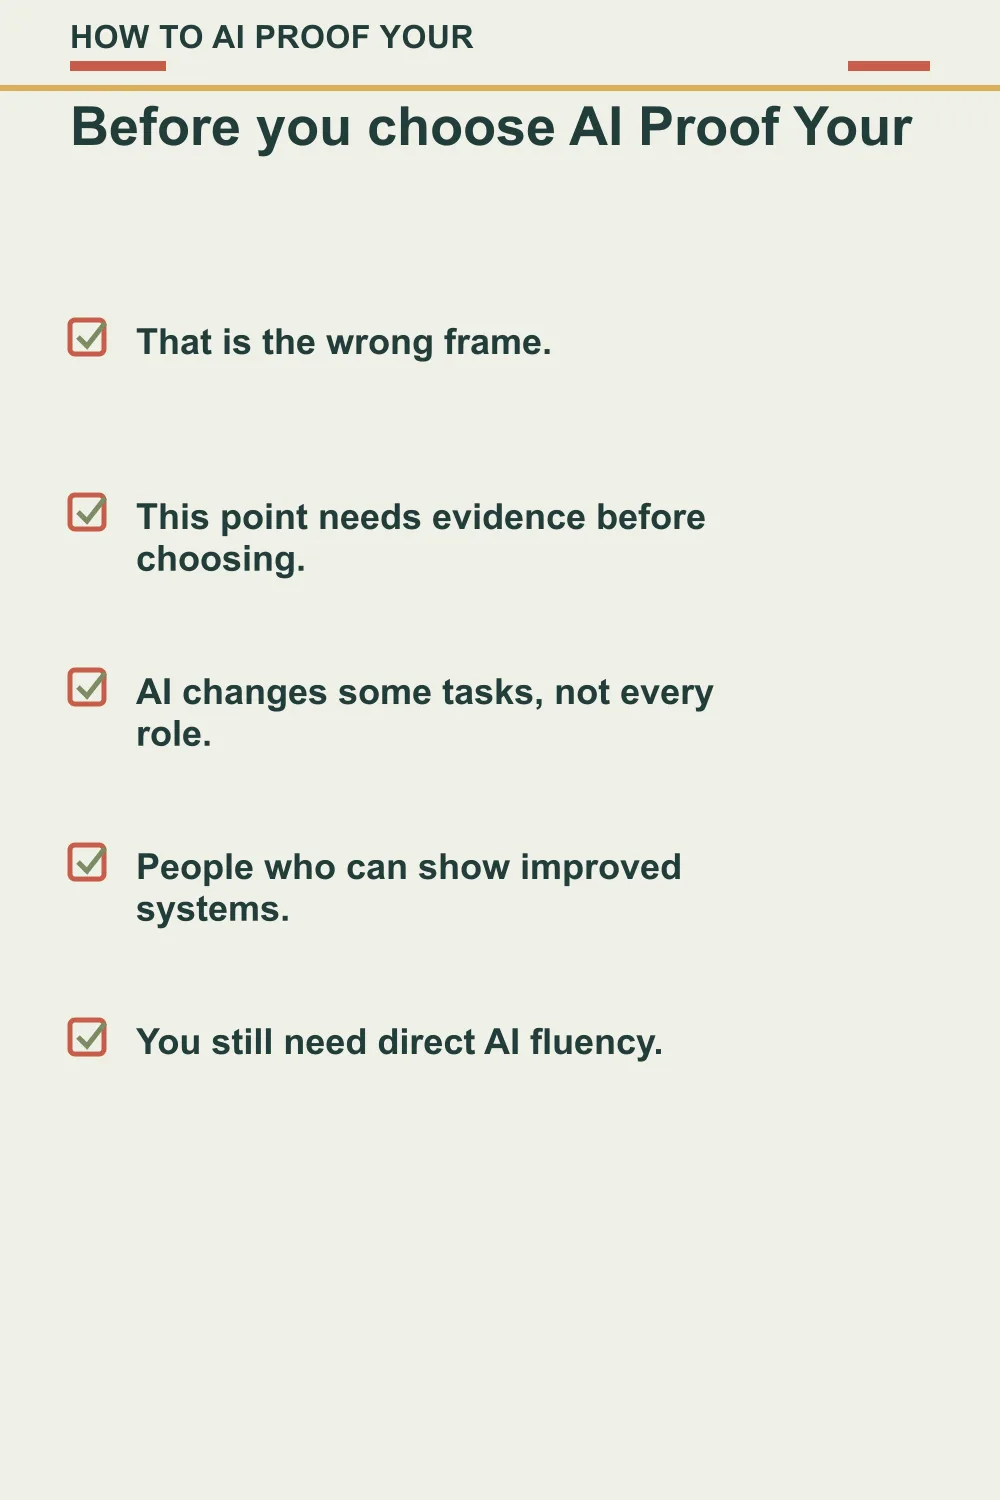 HOW TO AI PROOF YOUR
Before you choose AI Proof Your
That is the wrong frame.
This point needs evidence before
choosing.
AI changes some tasks, not every
role.
People who can show improved
systems.
You still need direct AI fluency.